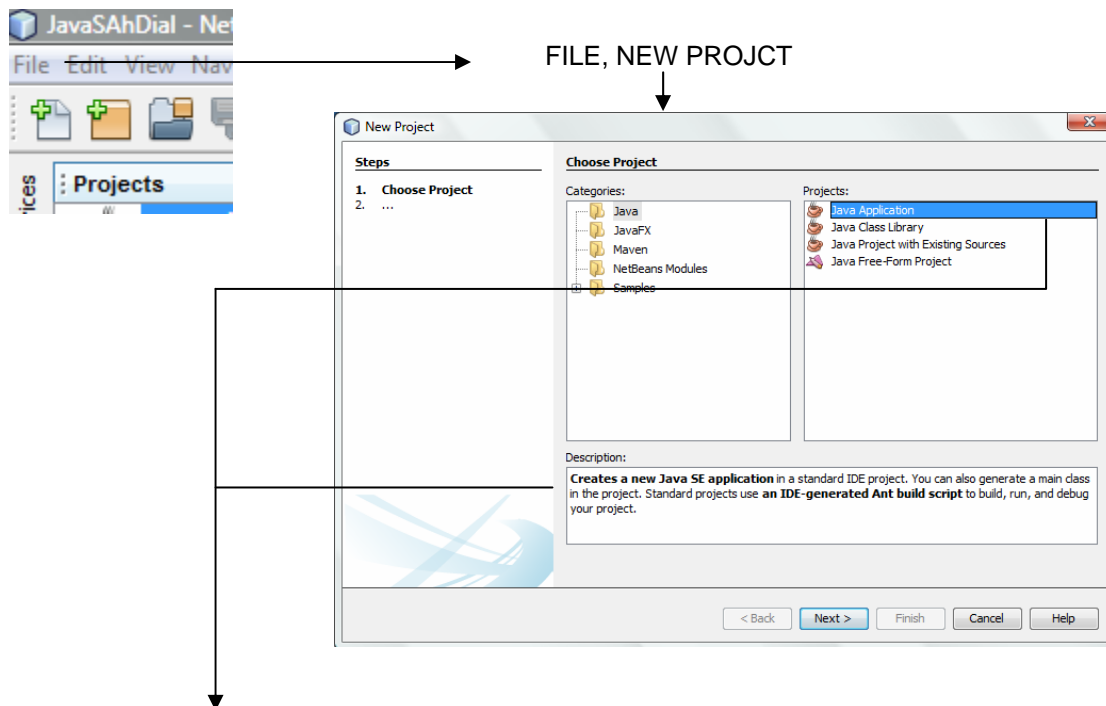 JavaSAhDial - Net
File Edit View Nav
Projects
FILE, NEW PROJCT
New Project
Steps
1. Choose Project
2. ...
Choose Project
Categories:
Java
JavaFX
Maven
NetBeans Modules
Samples
Projects:
Java Application
Java Class Library
Java Project with Existing Sources
Java Free-Form Project
Description:
Creates a new Java SE application in a standard IDE project. You can also generate a main class
in the project. Standard projects use an IDE-generated Ant build script to build, run, and debug
your project.
< Back Next > Finish Cancel Help